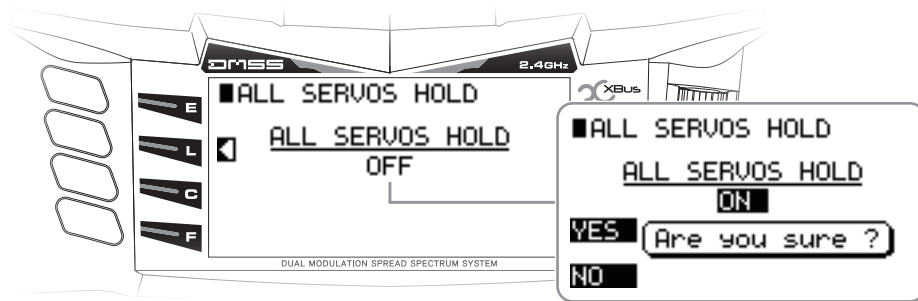 DMSS
2.4GHz
XBus
E
L
C
F
■ALL SERVOS HOLD
ALL SERVOS HOLD
OFF
DUAL MODULATION SPREAD SPECTRUM SYSTEM
■ALL SERVOS HOLD
ALL SERVOS HOLD
ON
YES
Are you sure ?
NO